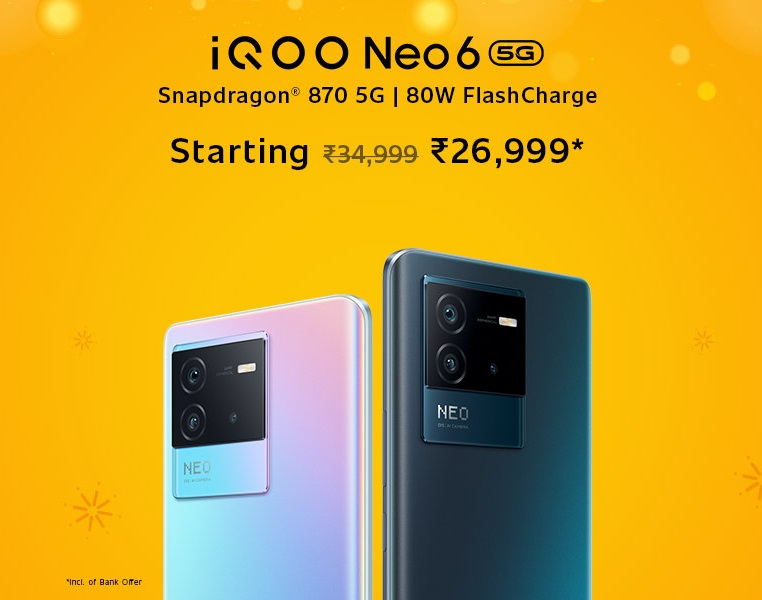 iQOO Neo6 5G
Snapdragon® 870 5G | 80W FlashCharge
Starting ₹34,999 ₹26,999*
NEO
NEO
*Incl. of Bank Offer